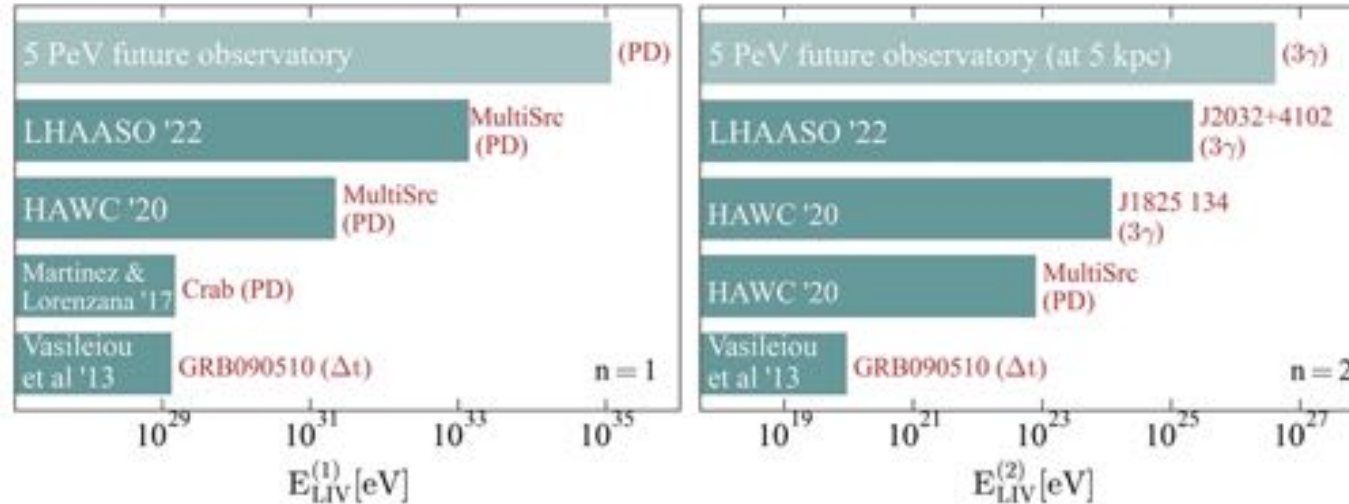 5 PeV future observatory
(PD)
LHAASO '22
MultiSrc
(PD)
HAWC '20
MultiSrc
(PD)
Martinez &
Lorenzana '17
Crab (PD)
Vasileiou
et al '13
GRB090510 (Δt)
n = 1
10^29
10^31
10^33
10^35
E_LIV^(1) [eV]
5 PeV future observatory (at 5 kpc)
(3γ)
LHAASO '22
J2032+4102
(3γ)
HAWC '20
J1825 134
(3γ)
HAWC '20
MultiSrc
(PD)
Vasileiou
et al '13
GRB090510 (Δt)
n = 2
10^19
10^21
10^23
10^25
10^27
E_LIV^(2) [eV]